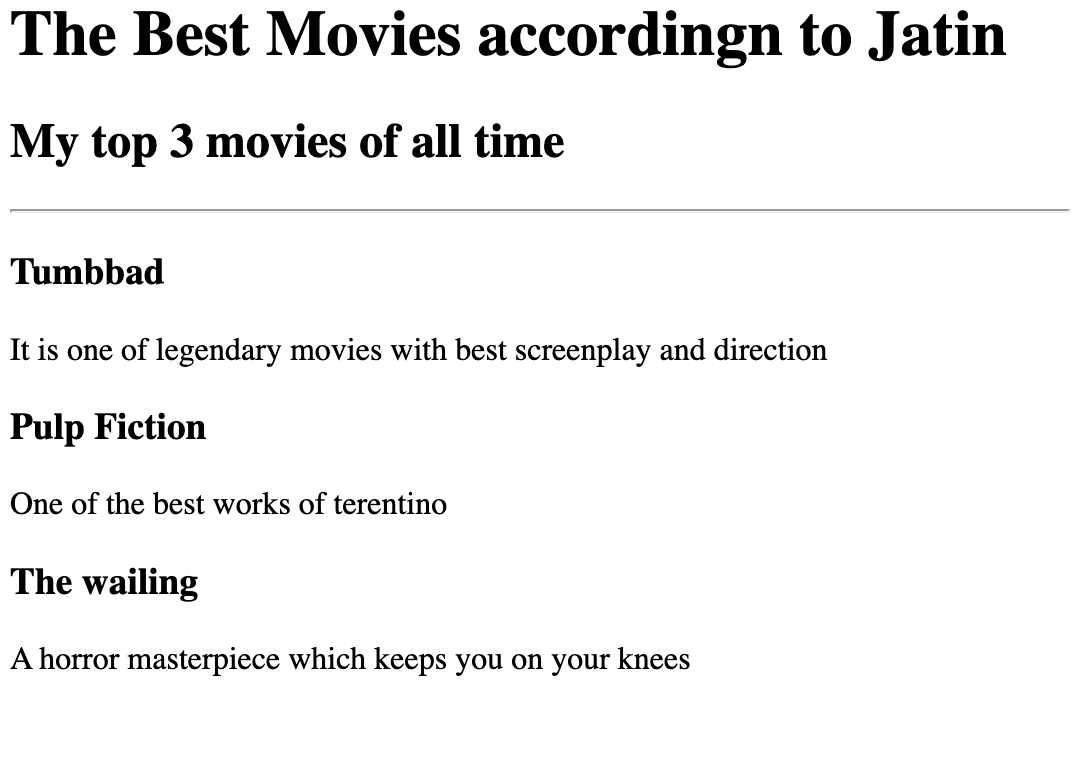 The Best Movies accordingn to Jatin
My top 3 movies of all time
Tumbbad
It is one of legendary movies with best screenplay and direction
Pulp Fiction
One of the best works of terentino
The wailing
A horror masterpiece which keeps you on your knees